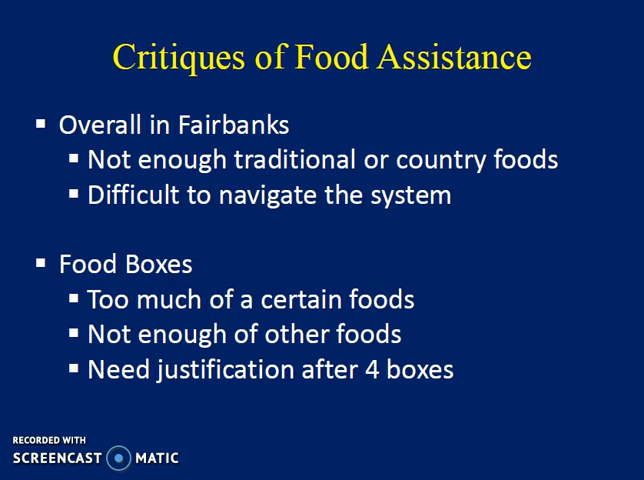 Critiques of Food Assistance
▪ Overall in Fairbanks
▪ Not enough traditional or country foods
▪ Difficult to navigate the system
▪ Food Boxes
▪ Too much of a certain foods
▪ Not enough of other foods
▪ Need justification after 4 boxes
RECORDED WITH
SCREENCAST MATIC